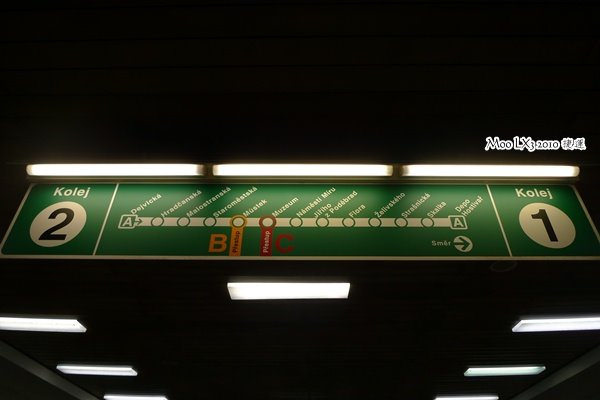 Moo LX3 2010 捷運
Kolej
2
A
Dejvická
Hradčanská
Malostranská
Staroměstská
Můstek
Muzeum
Náměstí Míru
Jiřího
z Poděbrad
Flora
Želivského
Strašnická
Skalka
Depo
Hostivař
A
B
Přestup
Přestup
C
Směr
Kolej
1